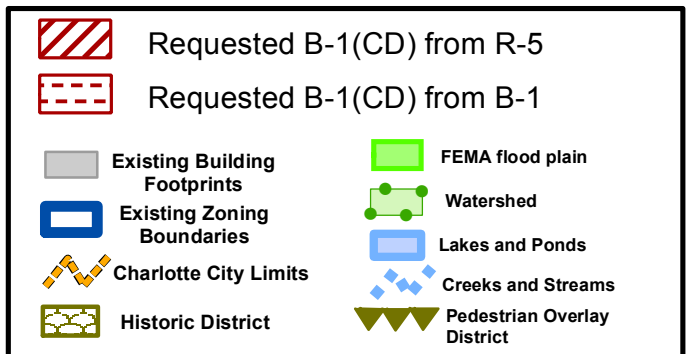 Requested B-1(CD) from R-5
Requested B-1(CD) from B-1
Existing Building
Footprints
Existing Zoning
Boundaries
Charlotte City Limits
Historic District
FEMA flood plain
Watershed
Lakes and Ponds
Creeks and Streams
Pedestrian Overlay
District